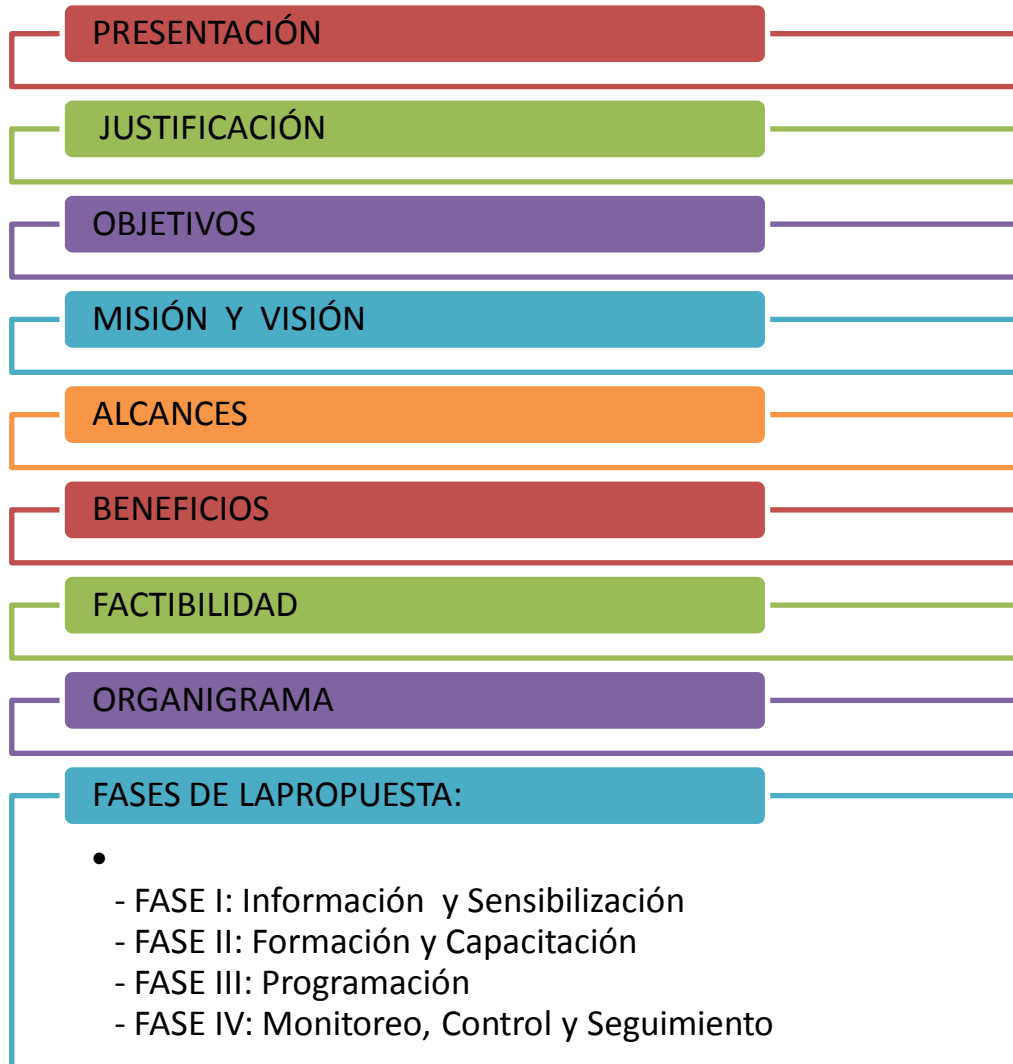 PRESENTACIÓN
JUSTIFICACIÓN
OBJETIVOS
MISIÓN Y VISIÓN
ALCANCES
BENEFICIOS
FACTIBILIDAD
ORGANIGRAMA
FASES DE LAPROPUESTA:
•
- FASE I: Información y Sensibilización
- FASE II: Formación y Capacitación
- FASE III: Programación
- FASE IV: Monitoreo, Control y Seguimiento